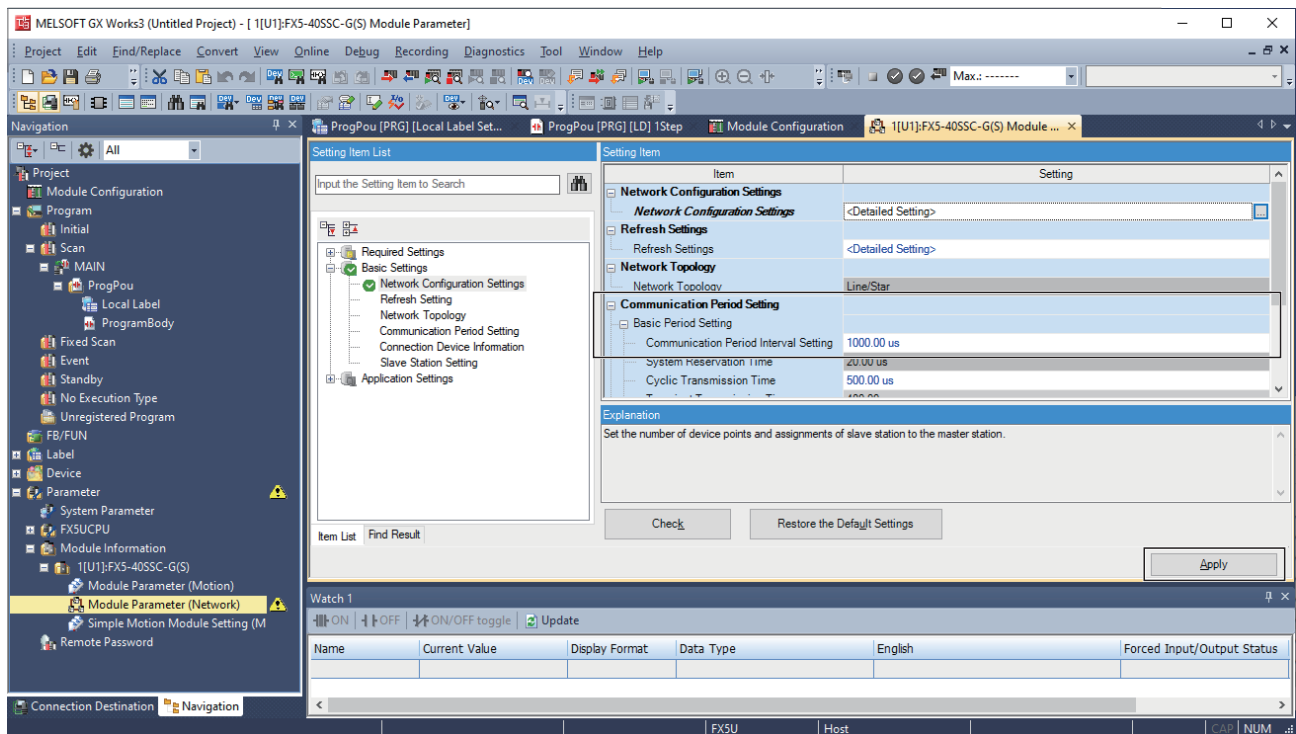 MELSOFT GX Works3 (Untitled Project) - [ 1[U1]:FX5-40SSC-G(S) Module Parameter]
Project Edit Find/Replace Convert View Online Debug Recording Diagnostics Tool Window Help
Max.: -------
Navigation
ProgPou [PRG] [Local Label Set...
ProgPou [PRG] [LD] 1Step
Module Configuration
1[U1]:FX5-40SSC-G(S) Module ...
All
Project
Module Configuration
Program
Initial
Scan
MAIN
ProgPou
Local Label
ProgramBody
Fixed Scan
Event
Standby
No Execution Type
Unregistered Program
FB/FUN
Label
Device
Parameter
System Parameter
FX5UCPU
Module Information
1[U1]:FX5-40SSC-G(S)
Module Parameter (Motion)
Module Parameter (Network)
Simple Motion Module Setting (M
Remote Password
Connection Destination Navigation
Setting Item List
Input the Setting Item to Search
Required Settings
Basic Settings
Network Configuration Settings
Refresh Setting
Network Topology
Communication Period Setting
Connection Device Information
Slave Station Setting
Application Settings
Item List Find Result
Setting Item
Item Setting
Network Configuration Settings
Network Configuration Settings <Detailed Setting>
Refresh Settings
Refresh Settings <Detailed Setting>
Network Topology
Network Topology Line/Star
Communication Period Setting
Basic Period Setting
Communication Period Interval Setting 1000.00 us
System Reservation Time 20.00 us
Cyclic Transmission Time 500.00 us
Explanation
Set the number of device points and assignments of slave station to the master station.
Check Restore the Default Settings
Apply
Watch 1
ON OFF ON/OFF toggle Update
Name Current Value Display Format Data Type English Forced Input/Output Status
FX5U Host CAP NUM